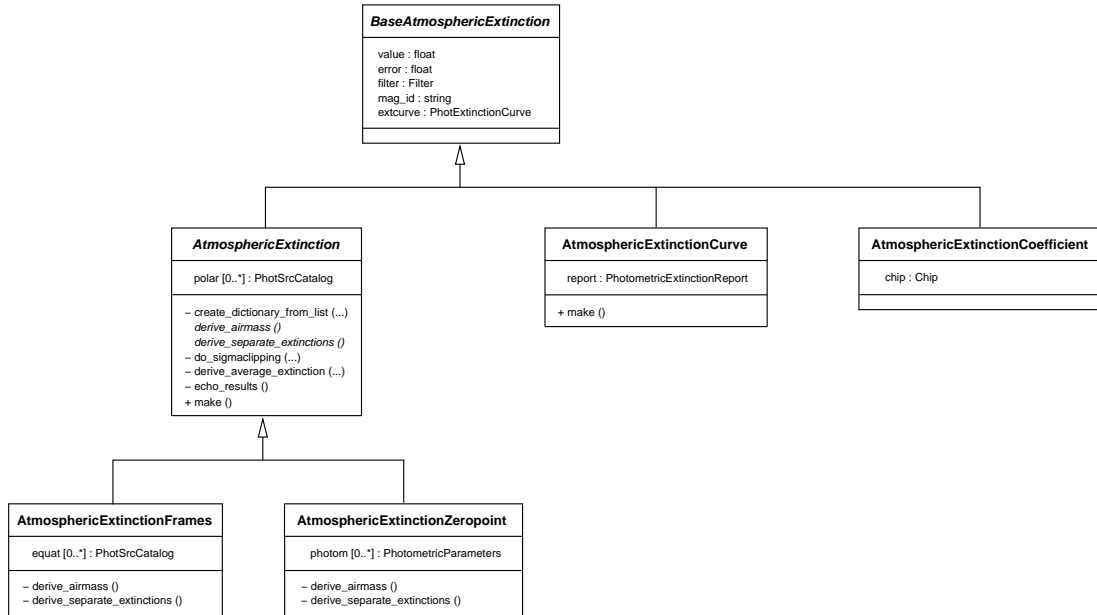 BaseAtmosphericExtinction
value : float
error : float
filter : Filter
mag_id : string
extcurve : PhotExtinctionCurve
AtmosphericExtinction
polar [0..*] : PhotSrcCatalog
– create_dictionary_from_list (...)
derive_airmass ()
derive_separate_extinctions ()
– do_sigmaclipping (...)
– derive_average_extinction (...)
– echo_results ()
+ make ()
AtmosphericExtinctionCurve
report : PhotometricExtinctionReport
+ make ()
AtmosphericExtinctionCoefficient
chip : Chip
AtmosphericExtinctionFrames
equat [0..*] : PhotSrcCatalog
– derive_airmass ()
– derive_separate_extinctions ()
AtmosphericExtinctionZeropoint
photom [0..*] : PhotometricParameters
– derive_airmass ()
– derive_separate_extinctions ()